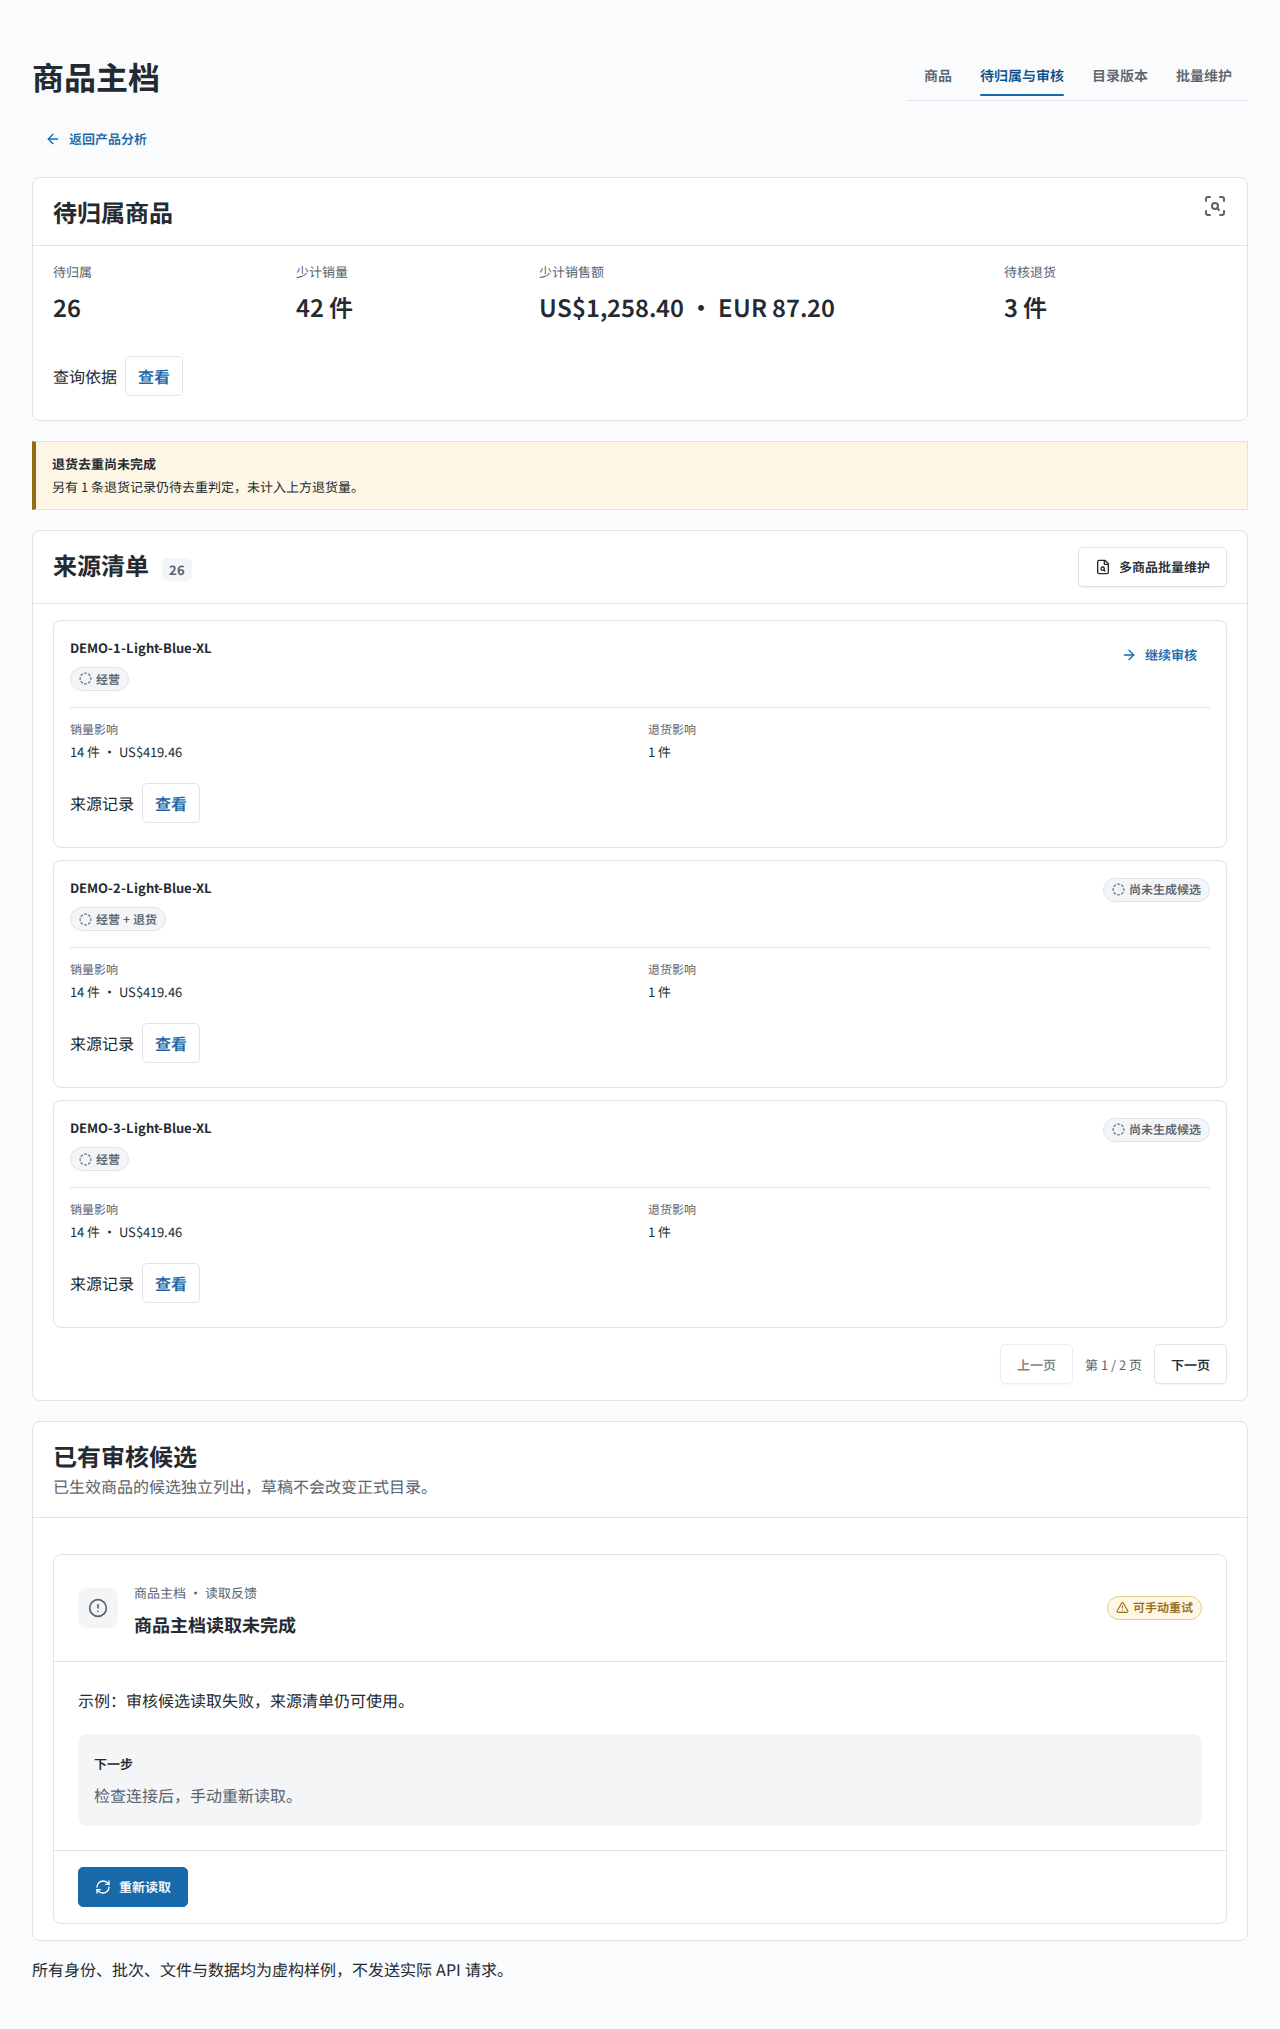 商品主档
商品
待归属与审核
目录版本
批量维护
返回产品分析
待归属商品
待归属
少计销量
少计销售额
待核退货
26
42 件
US$1,258.40 · EUR 87.20
3 件
查询依据 查看
退货去重尚未完成
另有 1 条退货记录仍待去重判定，未计入上方退货量。
来源清单 26
多商品批量维护
DEMO-1-Light-Blue-XL
继续审核
经营
销量影响
退货影响
14 件 · US$419.46
1 件
来源记录 查看
DEMO-2-Light-Blue-XL
尚未生成候选
经营 + 退货
销量影响
退货影响
14 件 · US$419.46
1 件
来源记录 查看
DEMO-3-Light-Blue-XL
尚未生成候选
经营
销量影响
退货影响
14 件 · US$419.46
1 件
来源记录 查看
上一页
第 1 / 2 页
下一页
已有审核候选
已生效商品的候选独立列出，草稿不会改变正式目录。
商品主档 · 读取反馈
商品主档读取未完成
可手动重试
示例：审核候选读取失败，来源清单仍可使用。
下一步
检查连接后，手动重新读取。
重新读取
所有身份、批次、文件与数据均为虚构样例，不发送实际 API 请求。